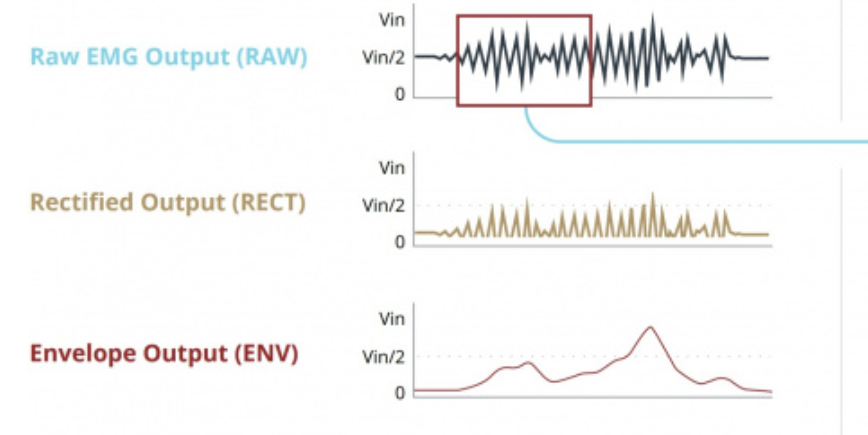 Vin
Raw EMG Output (RAW) Vin/2
0
Vin
Rectified Output (RECT) Vin/2
0
Vin
Envelope Output (ENV) Vin/2
0